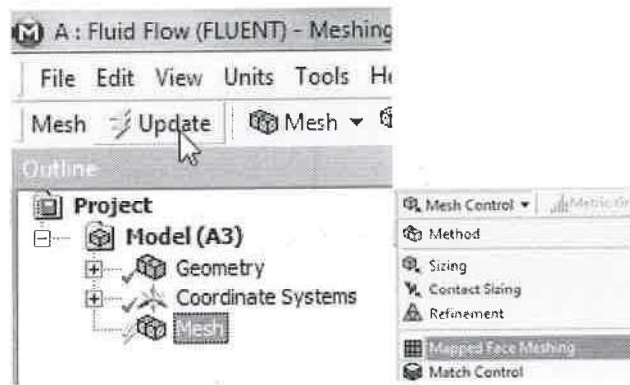 A : Fluid Flow (FLUENT) - Meshing
File Edit View Units Tools
Mesh Update Mesh
Outline
Project
Model (A3)
Geometry
Coordinate Systems
Mesh
Mesh Control
Method
Sizing
Contact Sizing
Refinement
Mapped Face Meshing
Match Control